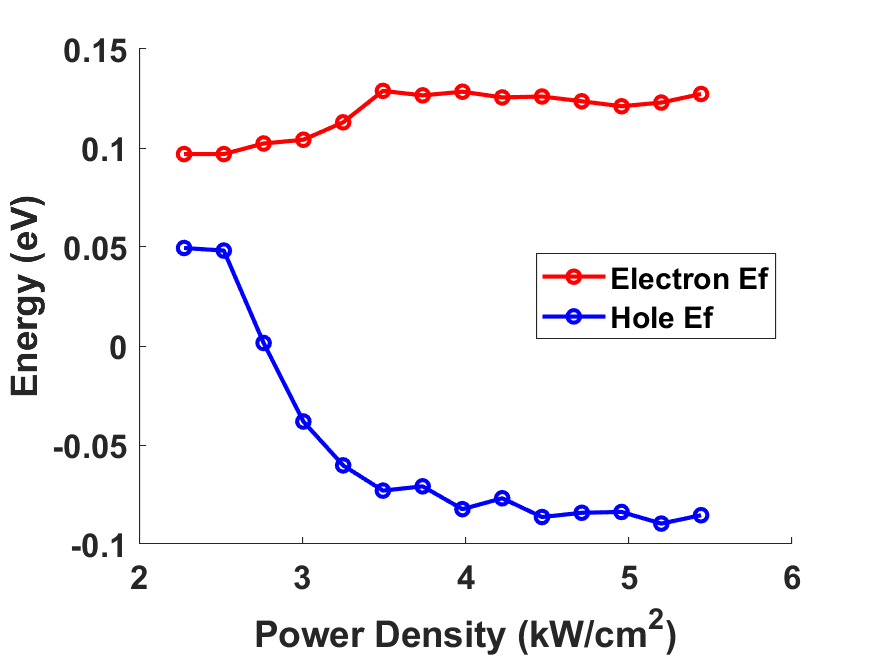 0.15
0.1
0.05
0
-0.05
-0.1
Energy (eV)
Electron Ef
Hole Ef
2 3 4 5 6
Power Density (kW/cm²)